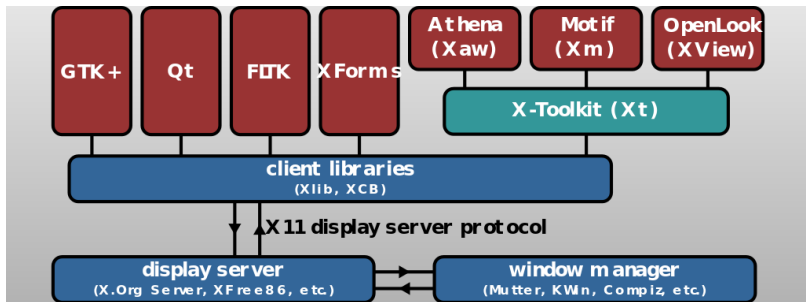 GTK+
Qt
FLTK
XForms
Athena
(Xaw)
Motif
(Xm)
OpenLook
(XView)
X-Toolkit (Xt)
client libraries
(Xlib, XCB)
X11 display server protocol
display server
(X.Org Server, XFree86, etc.)
window manager
(Mutter, KWin, Compiz, etc.)